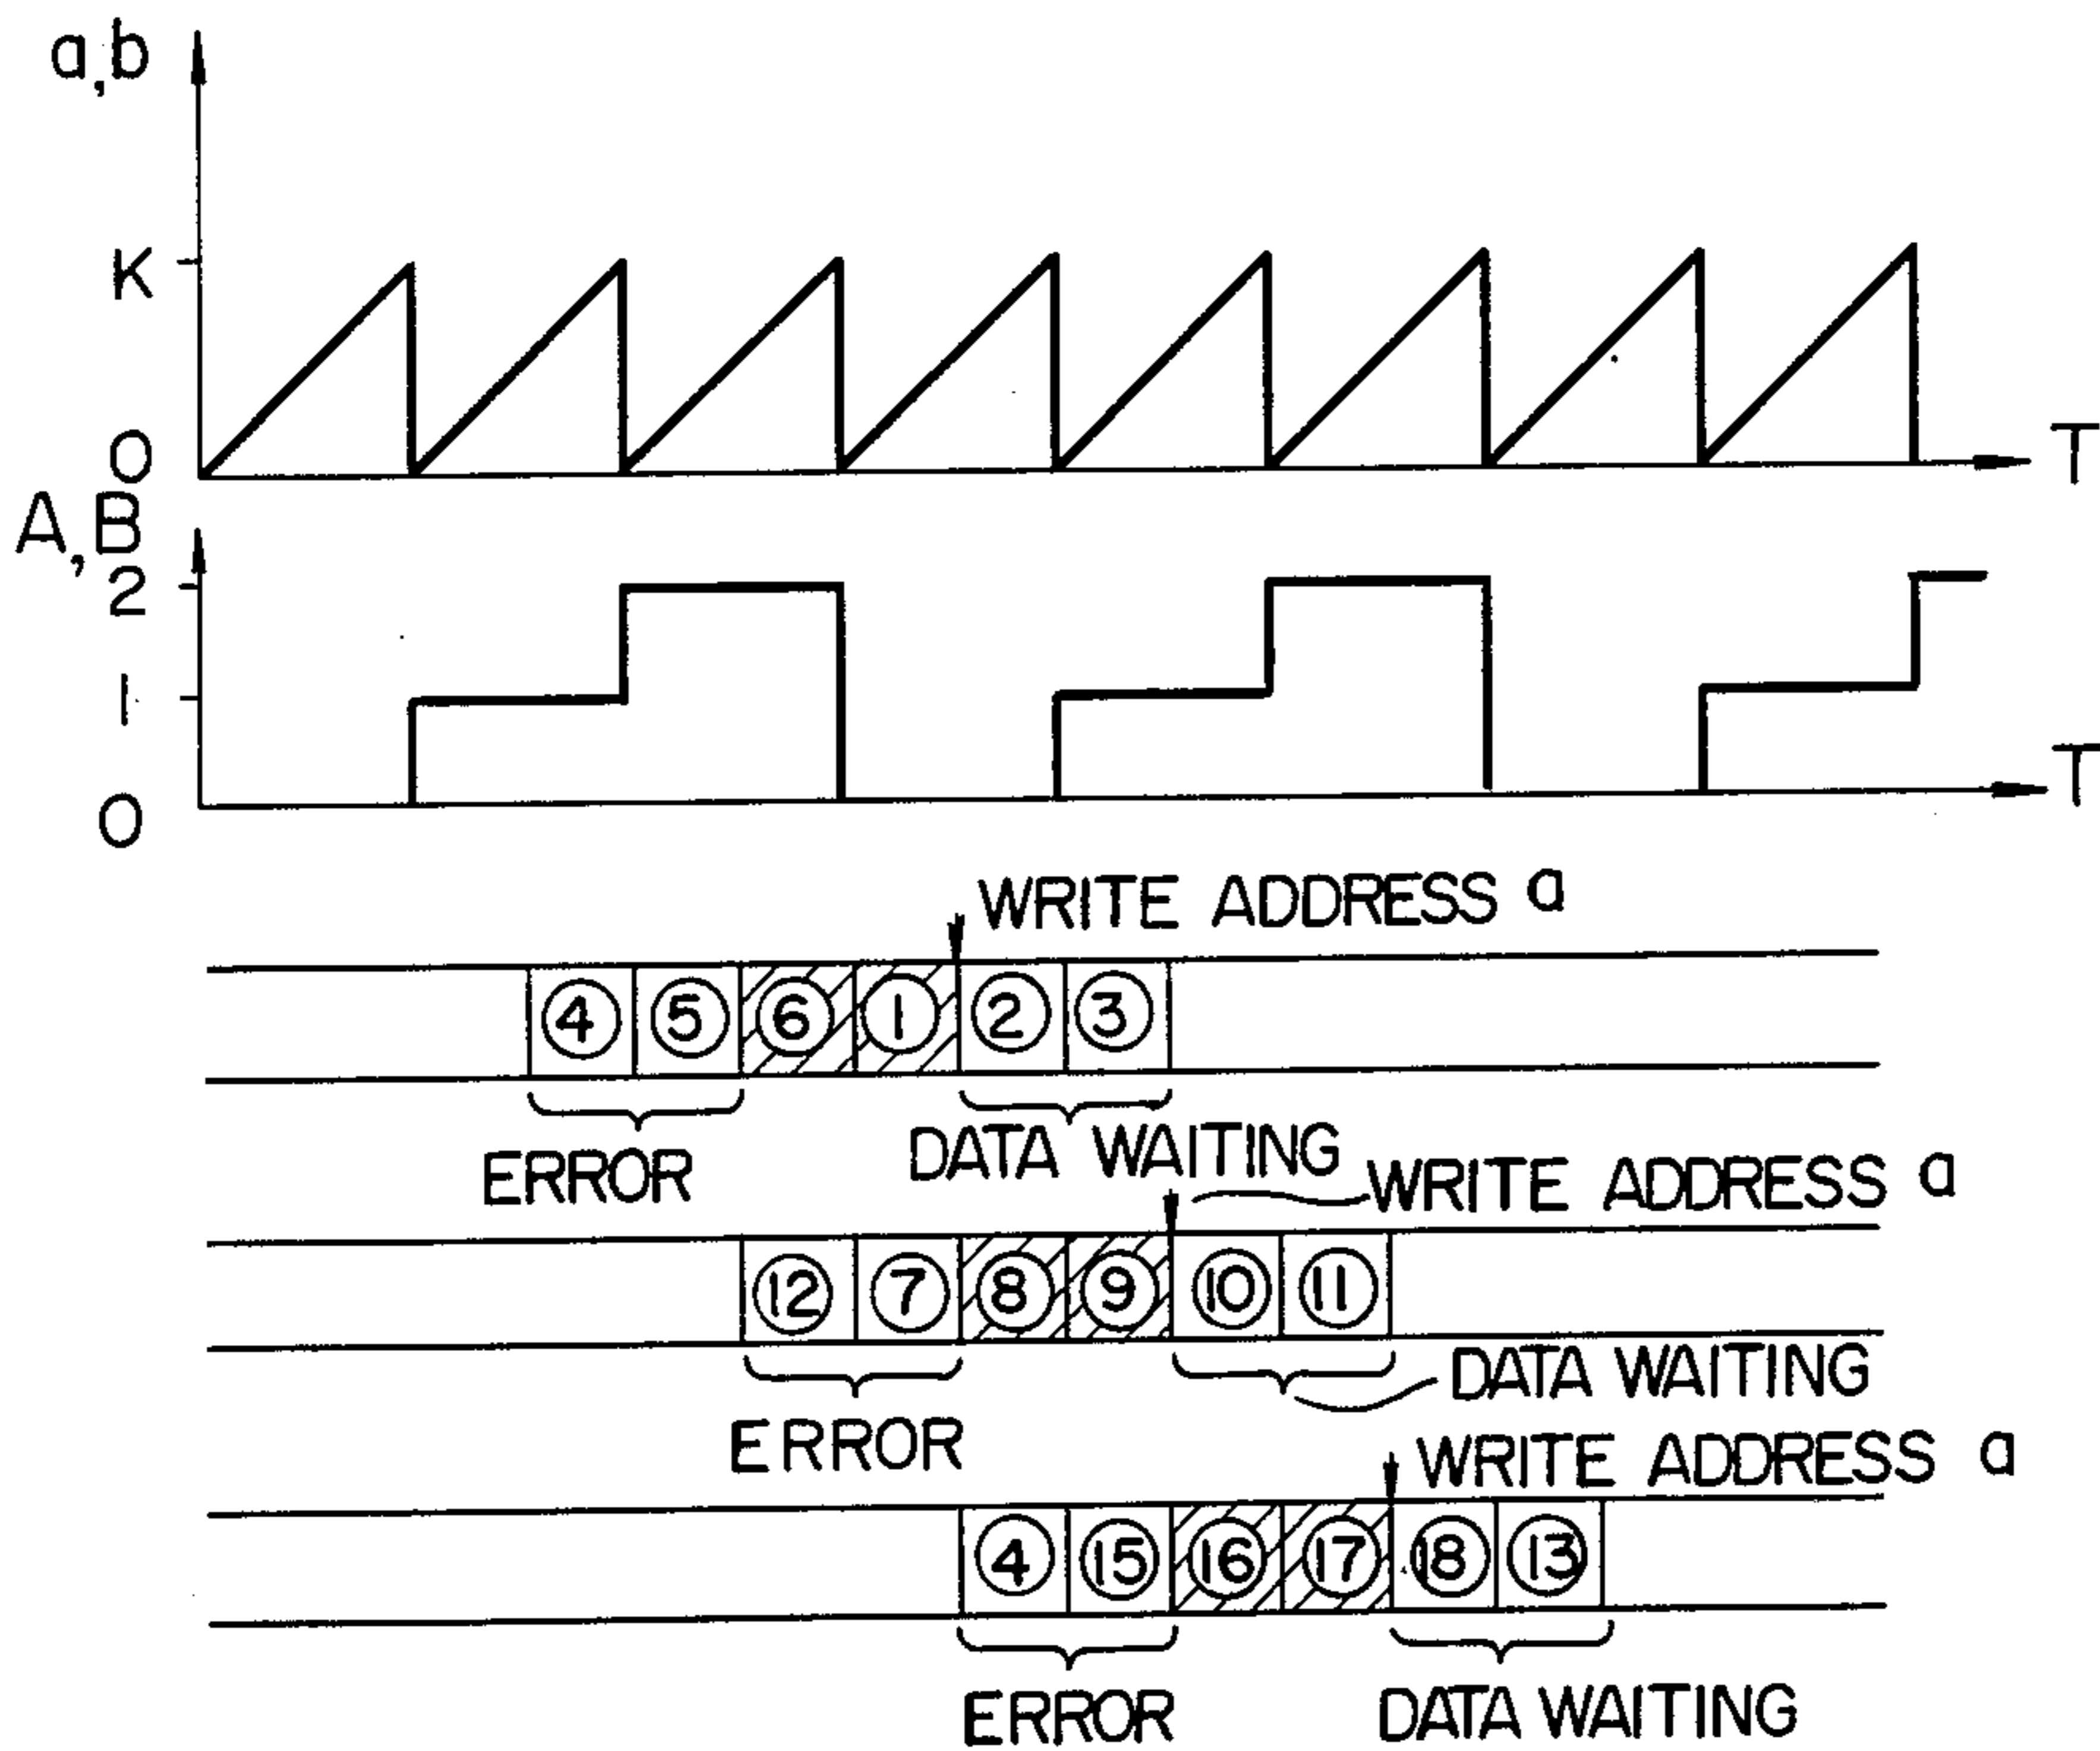 a,b
K
O
T
A,B
2
1
O
T
WRITE ADDRESS a
④ ⑤ ⑥ ① ② ③
ERROR
DATA WAITING
WRITE ADDRESS a
⑫ ⑦ ⑧ ⑨ ⑩ ⑪
ERROR
DATA WAITING
WRITE ADDRESS a
④ ⑮ ⑯ ⑰ ⑱ ⑬
ERROR
DATA WAITING